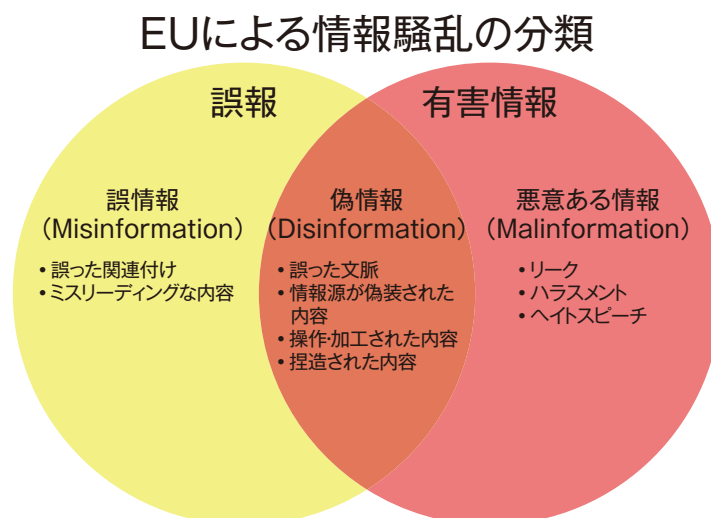 EUによる情報騒乱の分類
誤報
有害情報
誤情報
（Misinformation）
• 誤った関連付け
• ミスリーディングな内容
偽情報
（Disinformation）
• 誤った文脈
• 情報源が偽装された
内容
• 操作・加工された内容
• 捏造された内容
悪意ある情報
（Malinformation）
• リーク
• ハラスメント
• ヘイトスピーチ